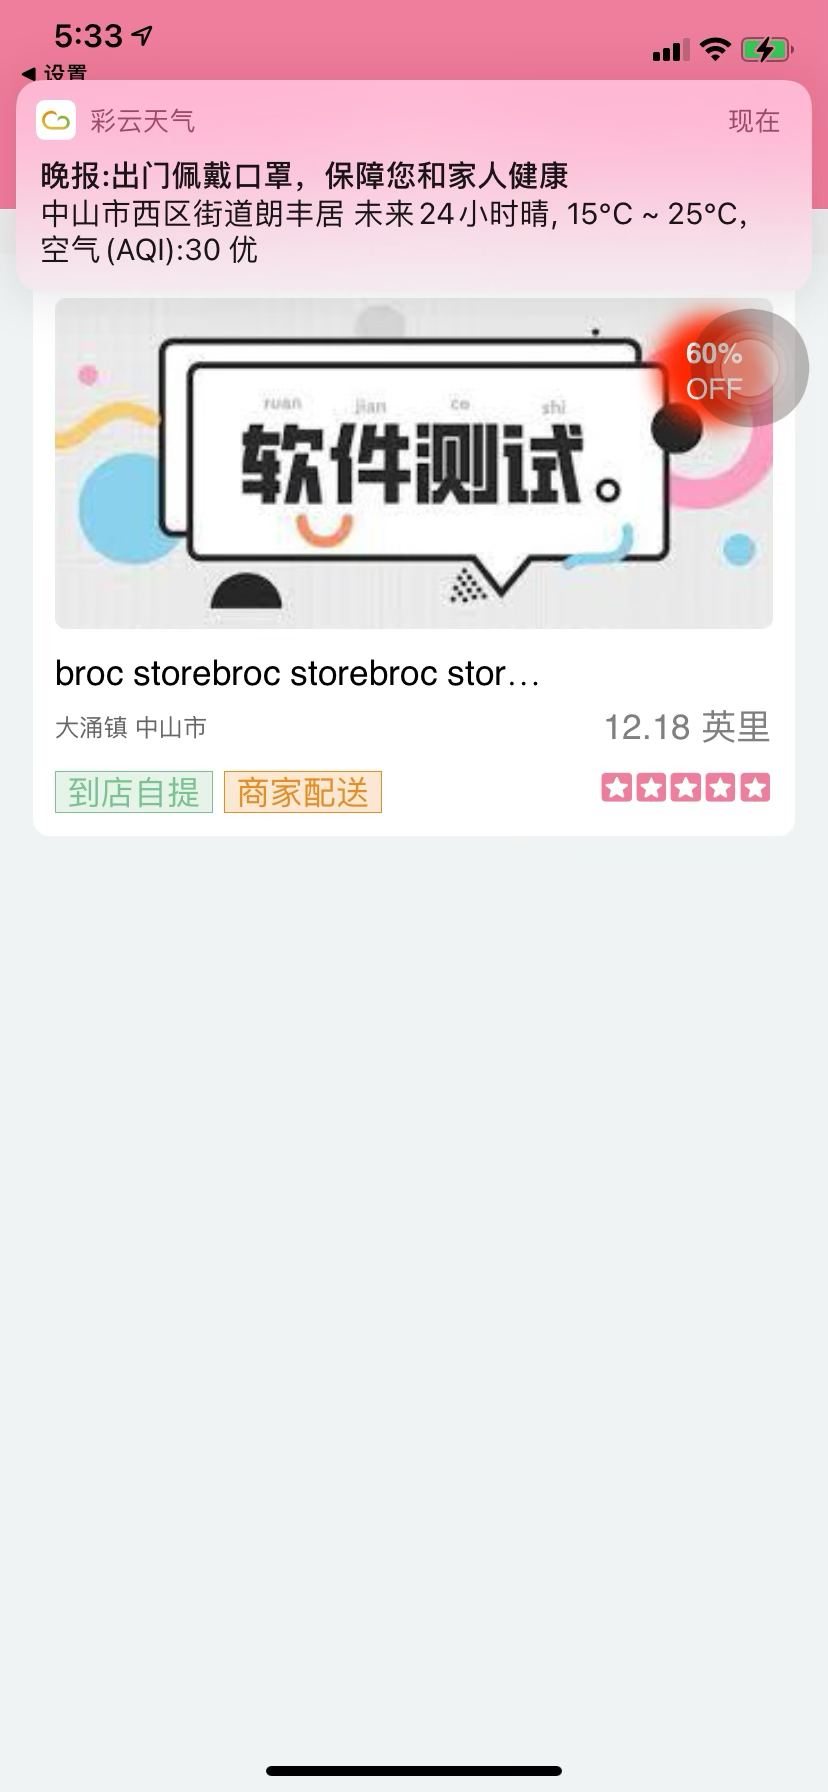 5:33
设置
彩云天气
现在
晚报:出门佩戴口罩，保障您和家人健康
中山市西区街道朗丰居 未来24小时晴, 15°C ~ 25°C,
空气(AQI):30 优
60%
OFF
ruan jian ce shi
软件测试。
broc storebroc storebroc stor...
大涌镇 中山市
12.18 英里
到店自提
商家配送